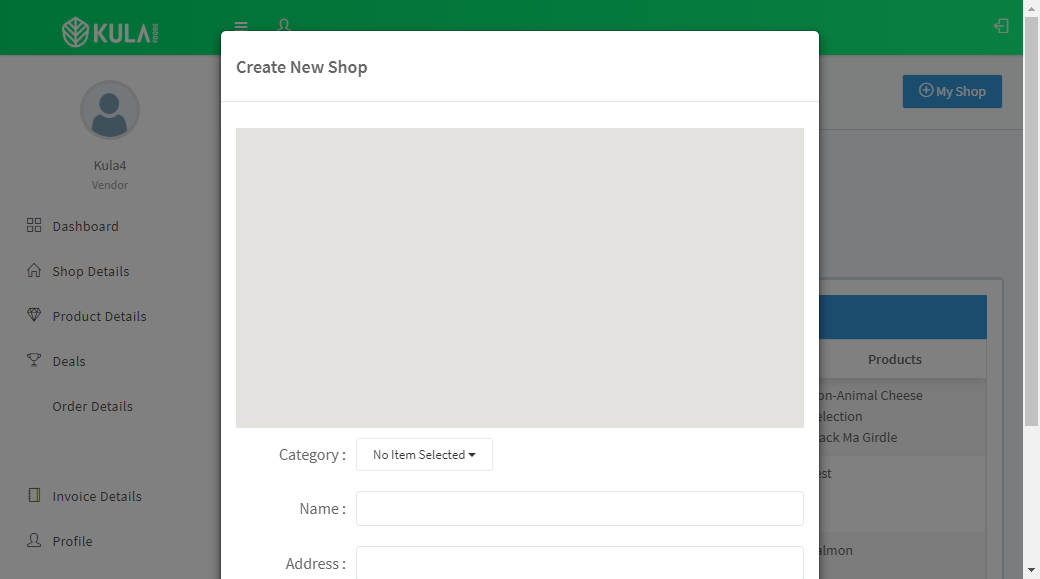 KULA FOODS
Create New Shop
My Shop
Kula4
Vendor
Dashboard
Shop Details
Product Details
Deals
Order Details
Invoice Details
Profile
Category :
No Item Selected
Name :
Address :
Products
on-Animal Cheese
election
ack Ma Girdle
est
almon